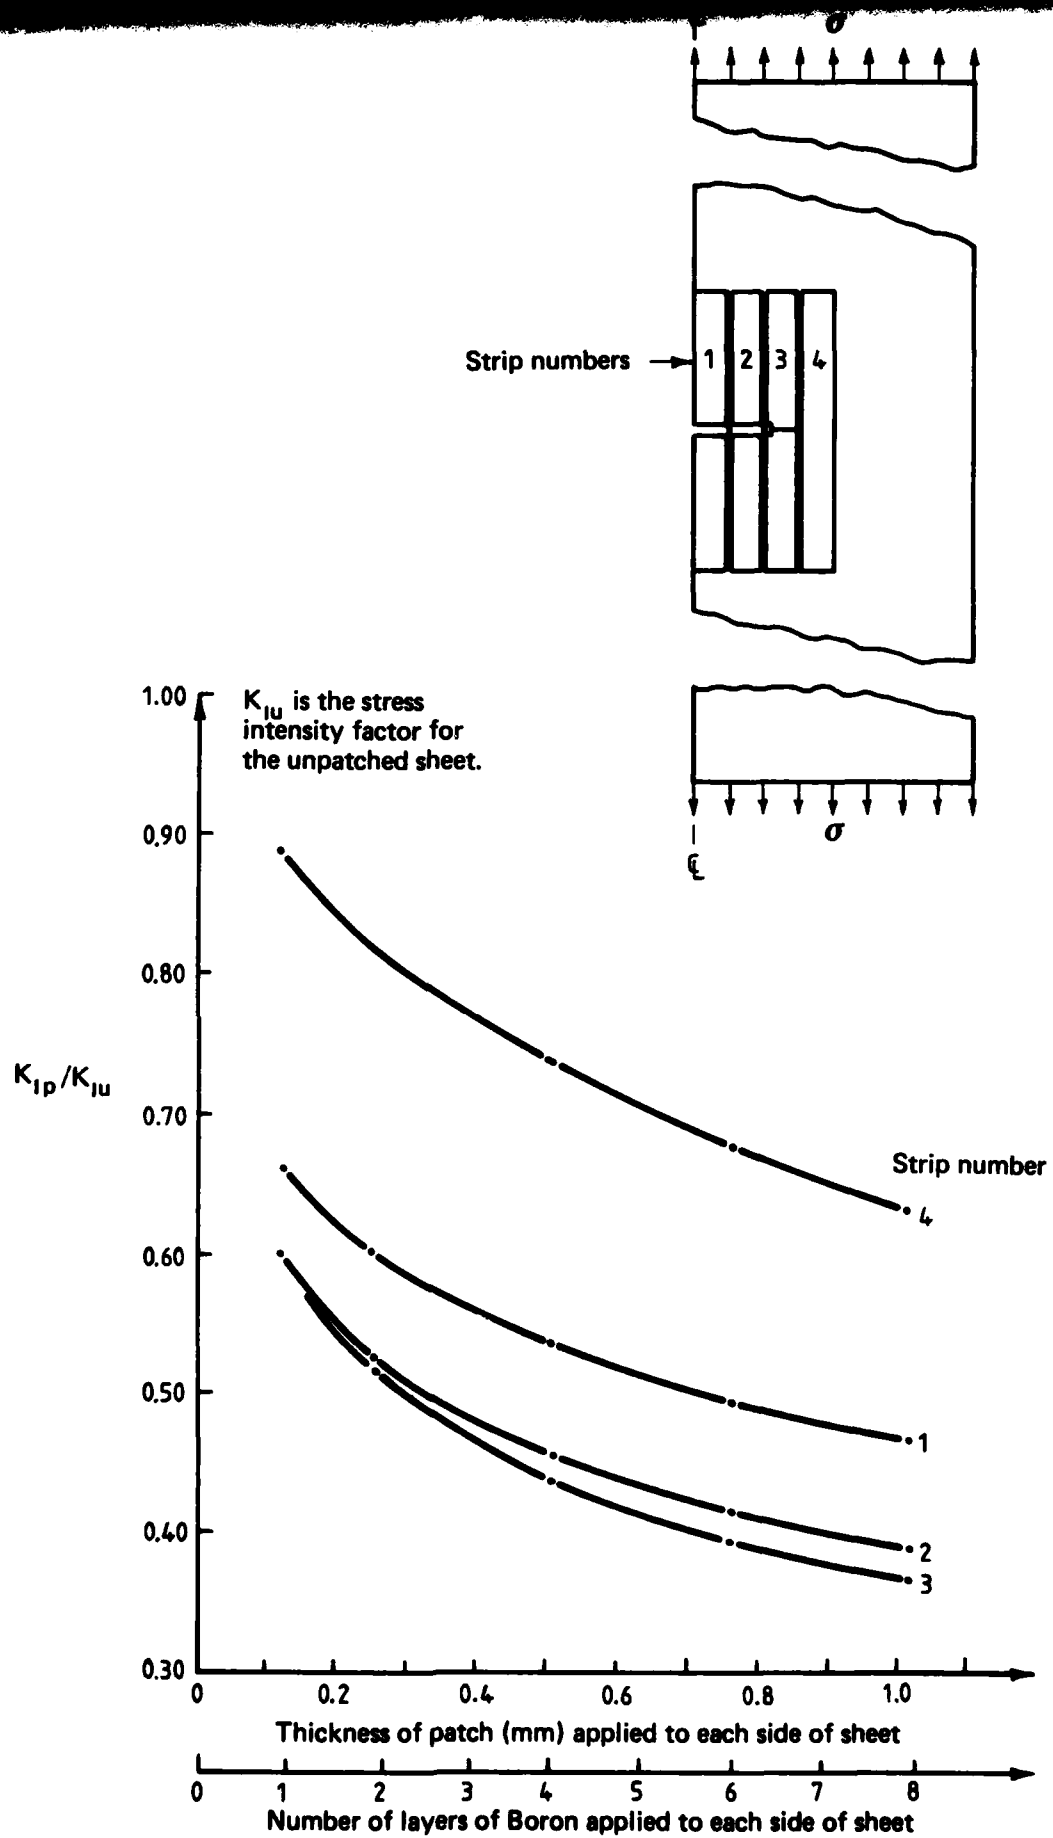 σ
Strip numbers
1 2 3 4
σ
℄
1.00
K_Iu is the stress
intensity factor for
the unpatched sheet.
0.90
0.80
K_Ip/K_Iu
0.70
Strip number
4
0.60
0.50
1
0.40
2
3
0.30
0 0.2 0.4 0.6 0.8 1.0
Thickness of patch (mm) applied to each side of sheet
0 1 2 3 4 5 6 7 8
Number of layers of Boron applied to each side of sheet